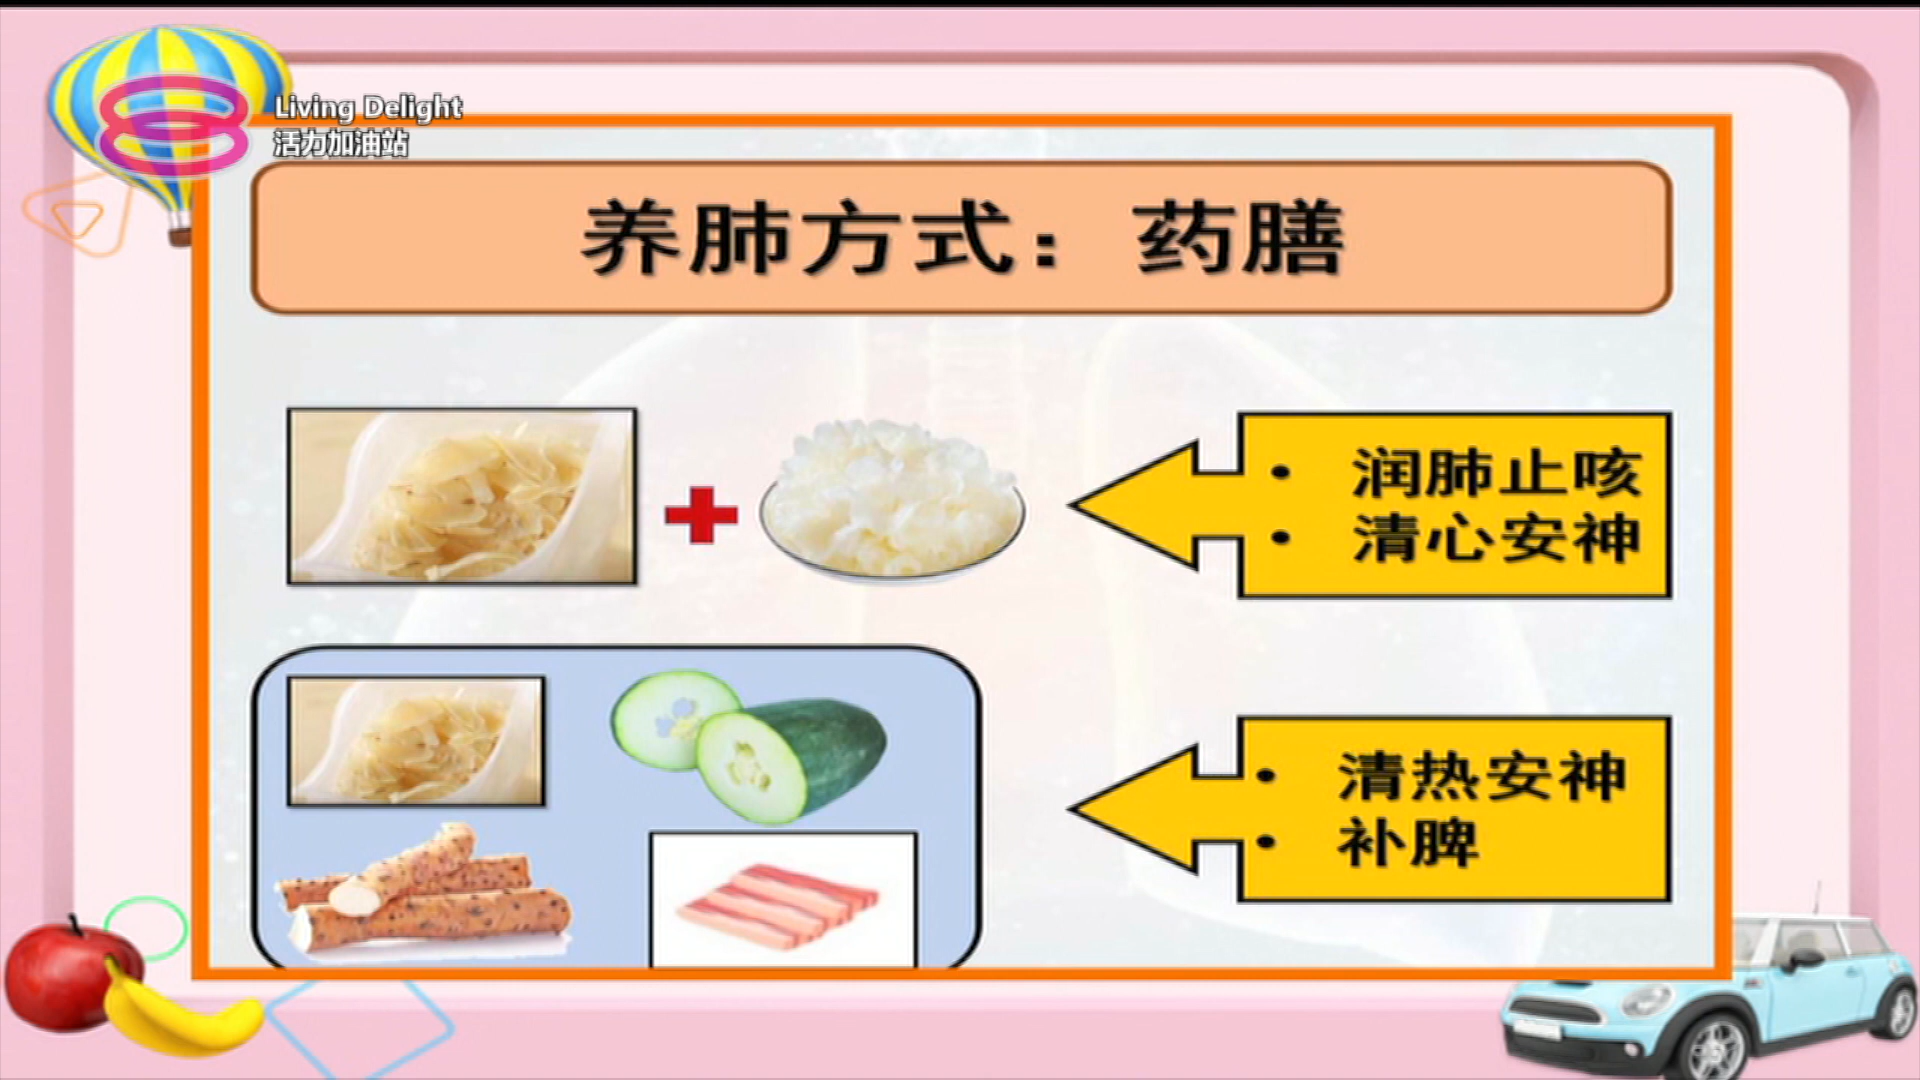 Living Delight
活力加油站
养肺方式：药膳
• 润肺止咳
• 清心安神
• 清热安神
• 补脾